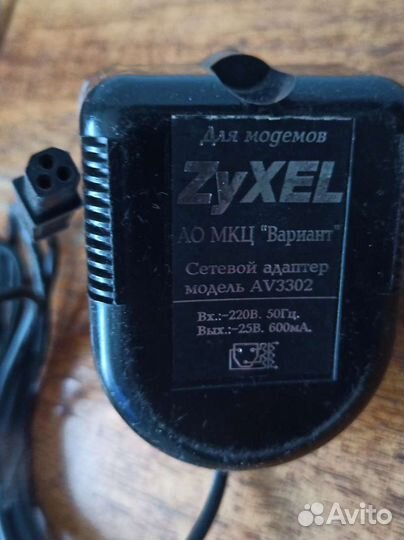 Для модемов
ZyXEL
АО МКЦ "Вариант"
Сетевой адаптер
модель AV3302
Вх.:~220В. 50Гц.
Вых.:~25В. 600мА.
Avito